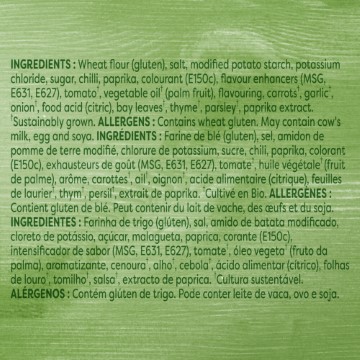 INGREDIENTS : Wheat flour (gluten), salt, modified potato starch, potassium
chloride, sugar, chilli, paprika, colourant (E150c), flavour enhancers (MSG,
E631, E627), tomato†, vegetable oil† (palm fruit), flavouring, carrots†, garlic†,
onion†, food acid (citric), bay leaves†, thyme†, parsley†, paprika extract.
†Sustainably grown. ALLERGENS : Contains wheat gluten. May contain cow's
milk, egg and soya. INGRÉDIENTS : Farine de blé (gluten), sel, amidon de
pomme de terre modifié, chlorure de potassium, sucre, chili, paprika, colorant
(E150c), exhausteurs de goût (MSG, E631, E627), tomate†, huile végétale† (fruit
de palme), arôme, carottes†, ail†, oignon†, acide alimentaire (citrique), feuilles
de laurier†, thym†, persil†, extrait de paprika. †Cultivé en Bio. ALLERGÈNES :
Contient gluten de blé. Peut contenir du lait de vache, des œufs et du soja.
INGREDIENTES : Farinha de trigo (glúten), sal, amido de batata modificado,
cloreto de potássio, açúcar, malagueta, paprica, corante (E150c),
intensificador de sabor (MSG, E631, E627), tomate†, óleo vegetal† (fruto da
palma), aromatizante, cenoura†, alho†, cebola†, ácido alimentar (cítrico), folhas
de louro†, tomilho†, salsa†, extracto de paprica. †Cultura sustentável.
ALÉRGENOS : Contém glúten de trigo. Pode conter leite de vaca, ovo e soja.